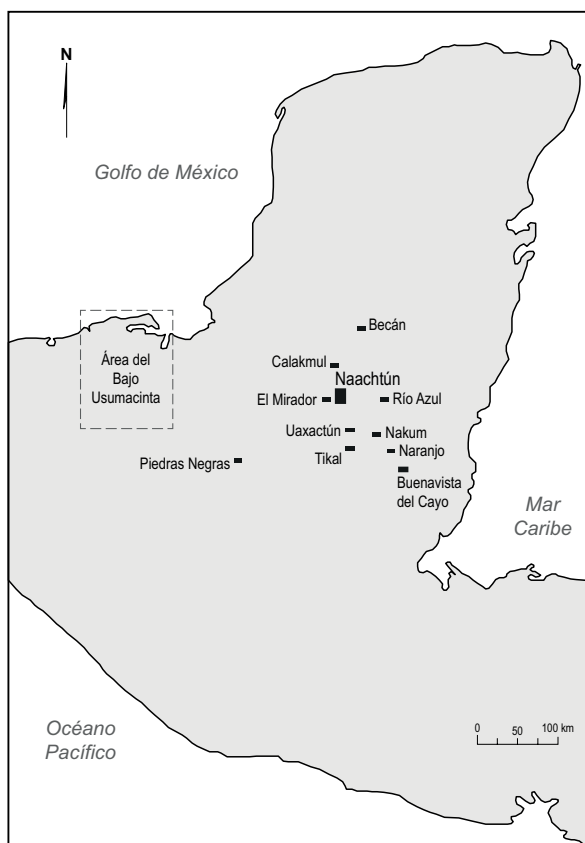 N
Golfo de México
Becán
Calakmul
Naachtún
Área del
Bajo
Usumacinta
El Mirador
Río Azul
Uaxactún
Nakum
Naranjo
Tikal
Piedras Negras
Buenavista
del Cayo
Mar
Caribe
Océano
Pacífico
0 50 100 km